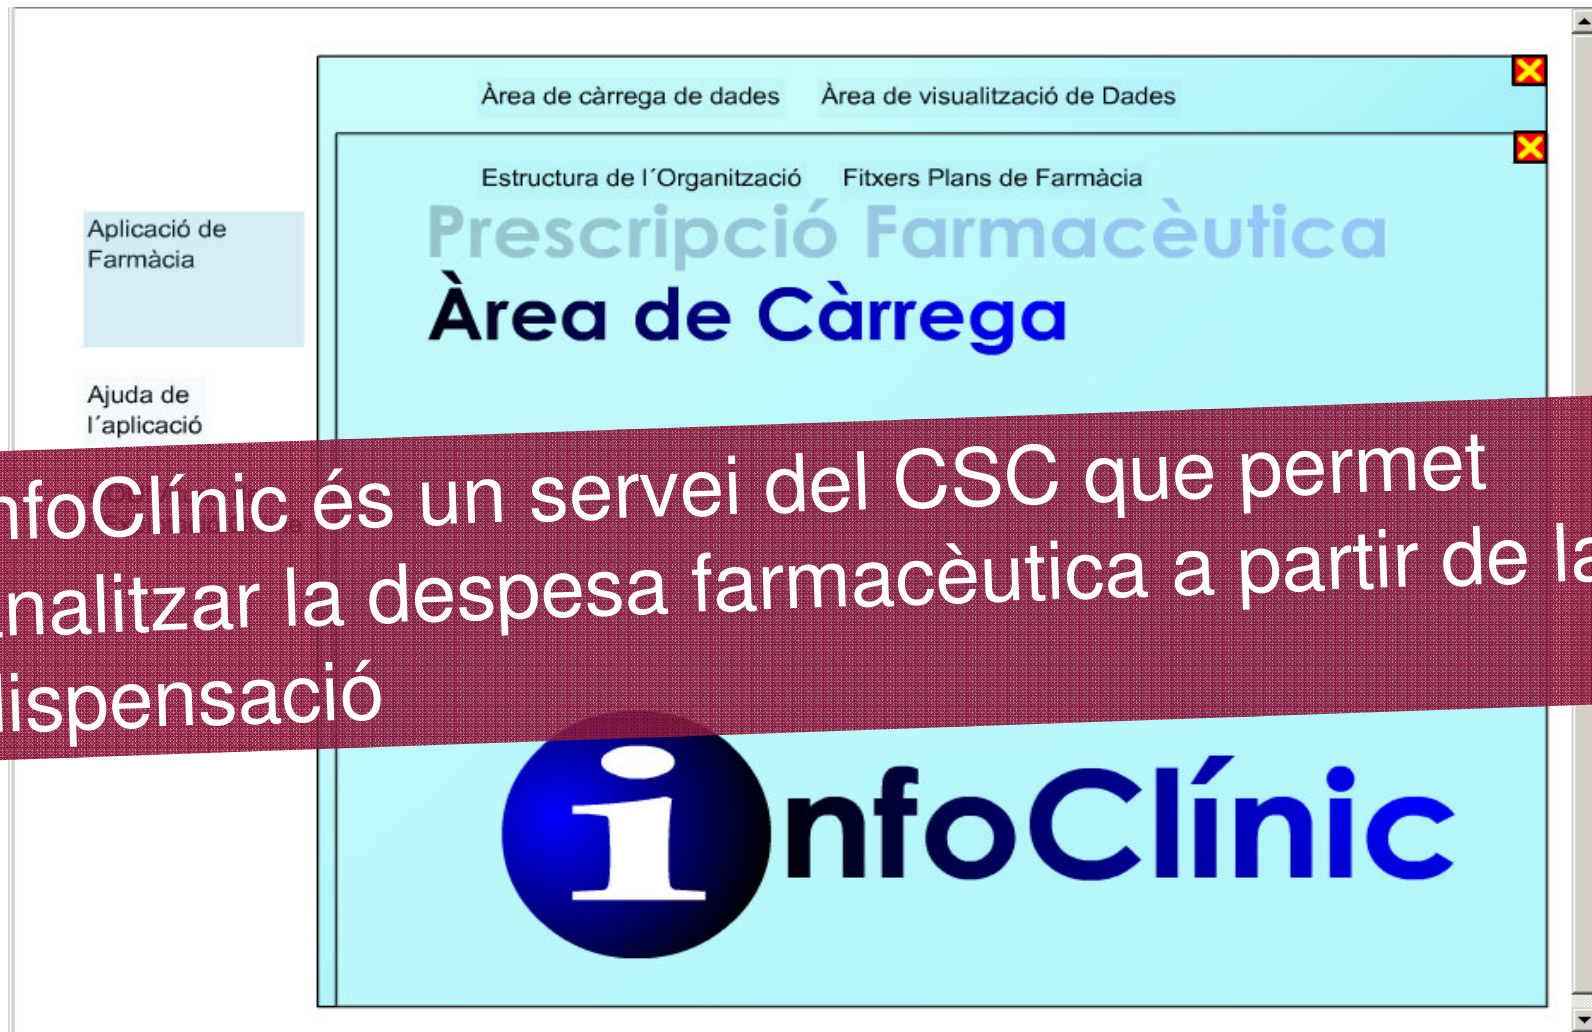 Àrea de càrrega de dades Àrea de visualització de Dades
Estructura de l´Organització Fitxers Plans de Farmàcia
Prescripció Farmacèutica
Àrea de Càrrega
Aplicació de
Farmàcia
Ajuda de
l´aplicació
nfoClínic és un servei del CSC que permet
analitzar la despesa farmacèutica a partir de la
dispensació
infoClínic